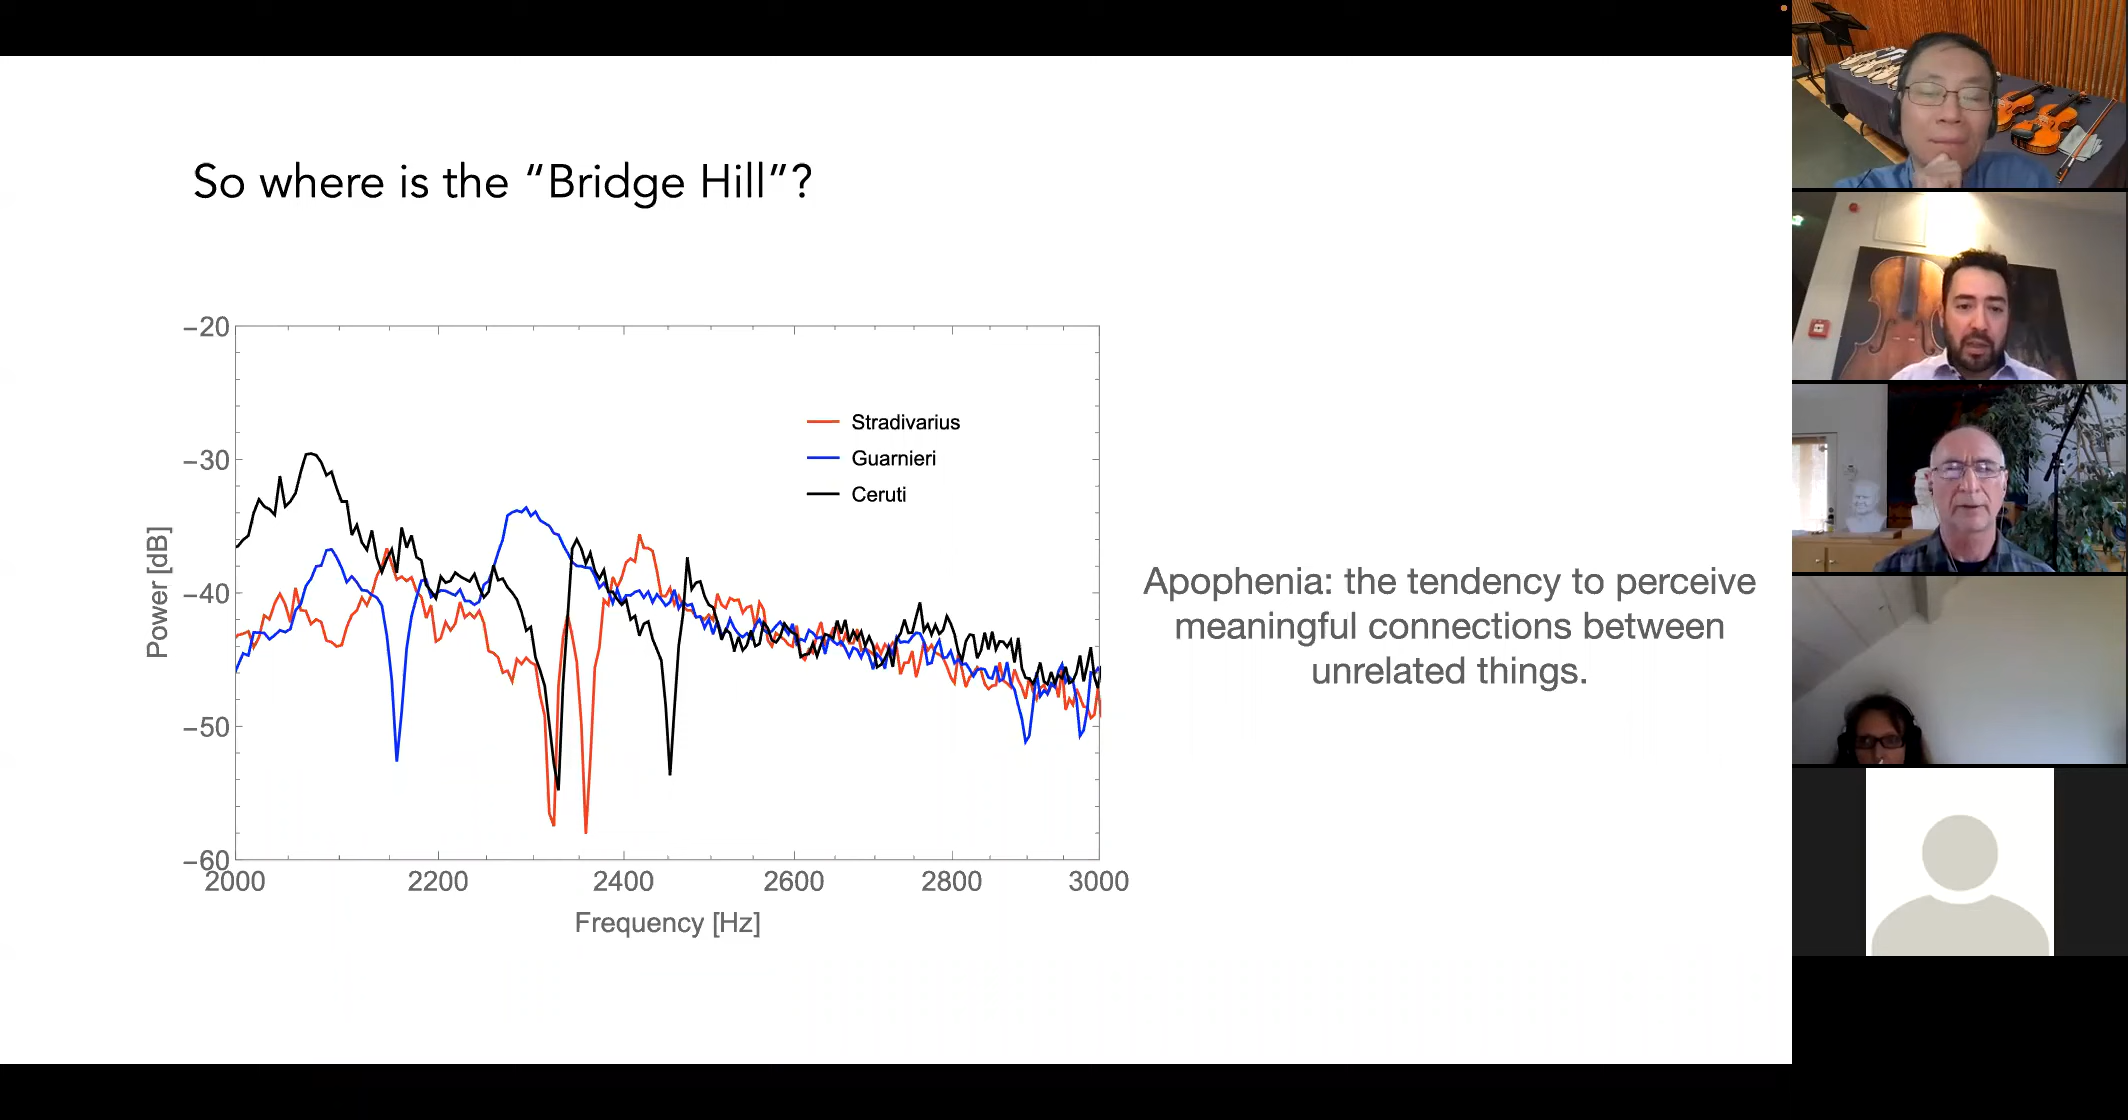 So where is the “Bridge Hill”?
−20
−30
−40
−50
−60
Power [dB]
Stradivarius
Guarnieri
Ceruti
2000 2200 2400 2600 2800 3000
Frequency [Hz]
Apophenia: the tendency to perceive
meaningful connections between
unrelated things.